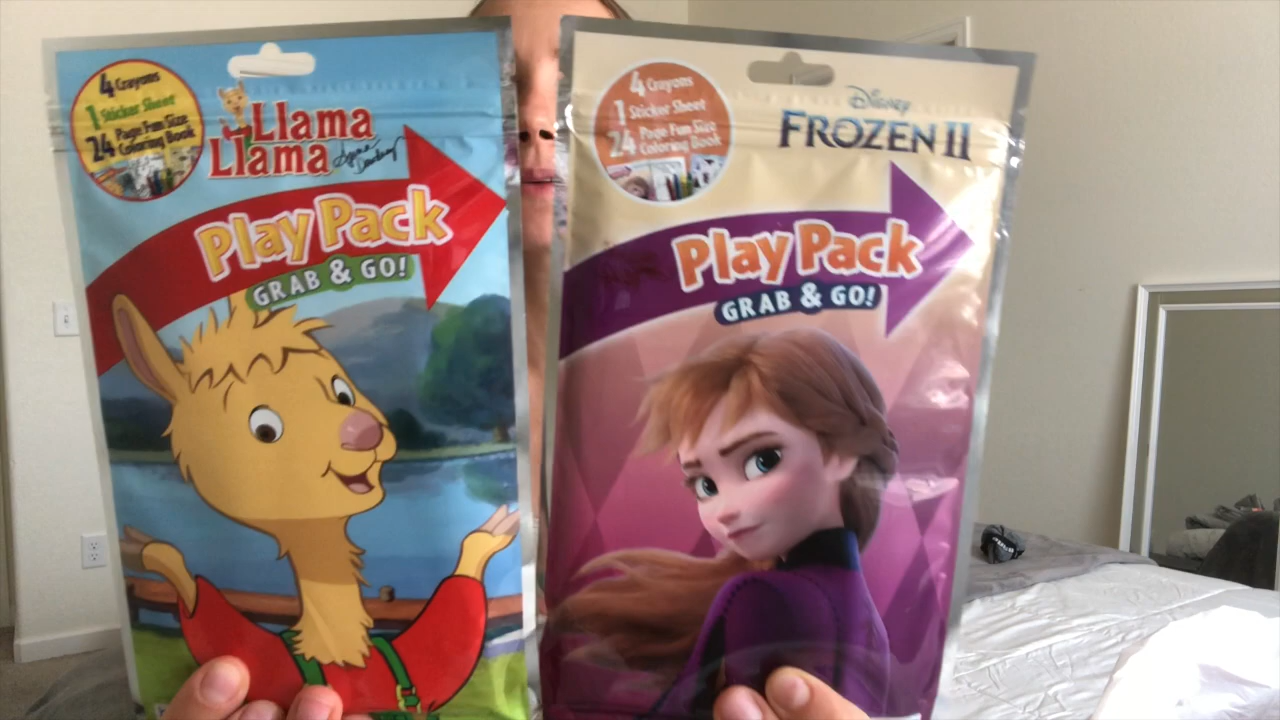 4 Crayons
1 Sticker Sheet
24 Page Fun Size
Coloring Book
Llama
Llama
Play Pack
GRAB & GO!
4 Crayons
1 Sticker Sheet
24 Page Fun Size
Coloring Book
Disney
FROZEN II
Play Pack
GRAB & GO!